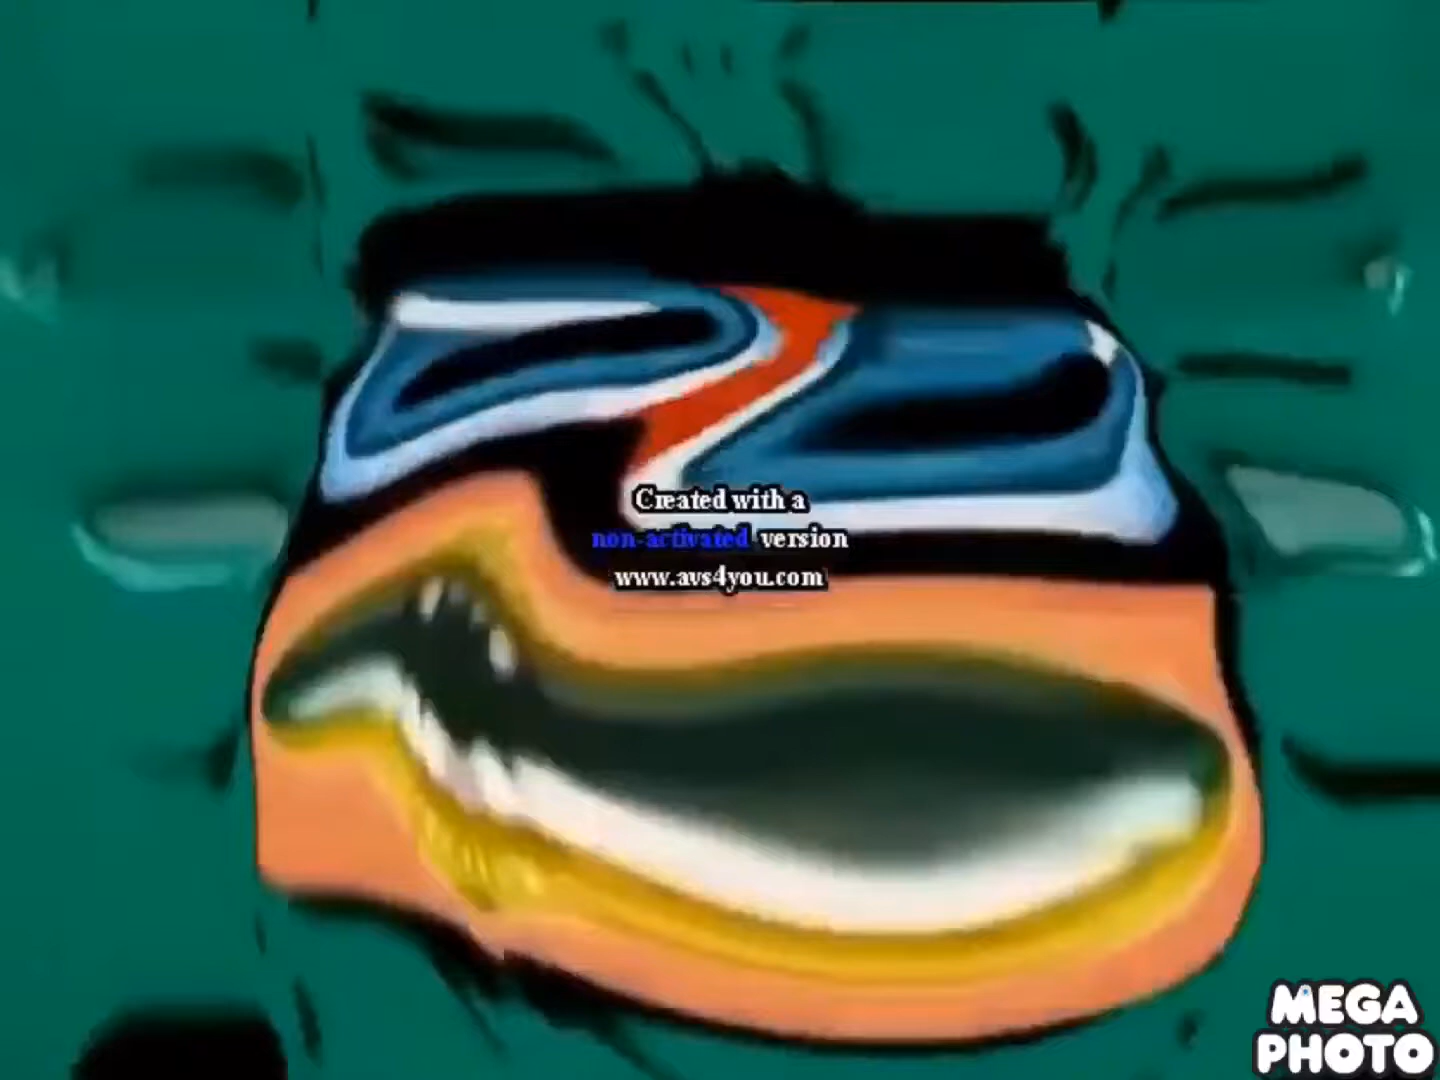 Created with a
non-activated version
www.avs4you.com
MEGA
PHOTO